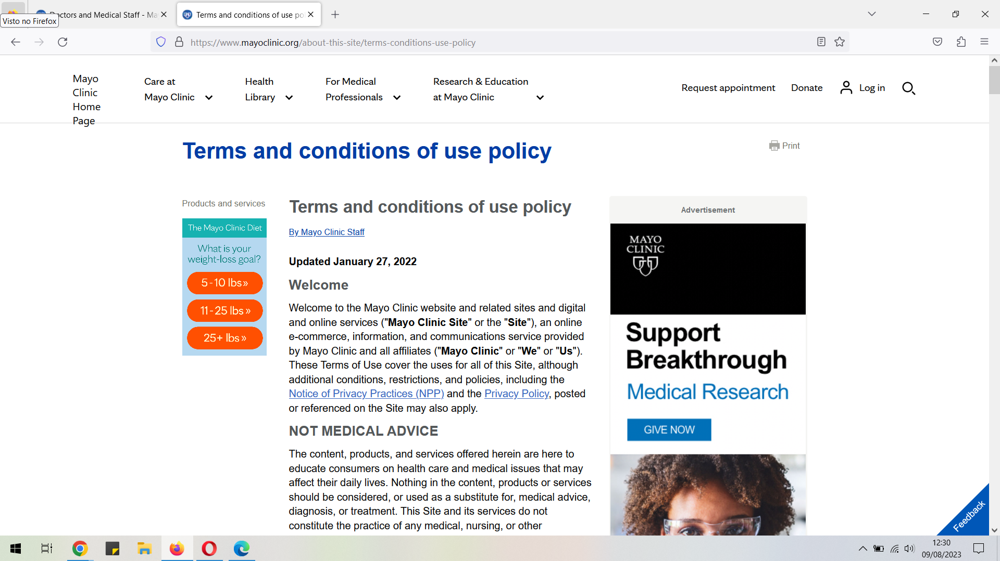 Doctors and Medical Staff - Ma
Terms and conditions of use po
Visto no Firefox
https://www.mayoclinic.org/about-this-site/terms-conditions-use-policy
Mayo
Clinic
Home
Page
Care at
Mayo Clinic
Health
Library
For Medical
Professionals
Research & Education
at Mayo Clinic
Request appointment
Donate
Log in
Terms and conditions of use policy
Print
Products and services
The Mayo Clinic Diet
What is your
weight-loss goal?
5-10 lbs»
11-25 lbs»
25+ lbs»
Terms and conditions of use policy
By Mayo Clinic Staff
Updated January 27, 2022
Welcome
Welcome to the Mayo Clinic website and related sites and digital
and online services ("Mayo Clinic Site" or the "Site"), an online
e-commerce, information, and communications service provided
by Mayo Clinic and all affiliates ("Mayo Clinic" or "We" or "Us").
These Terms of Use cover the uses for all of this Site, although
additional conditions, restrictions, and policies, including the
Notice of Privacy Practices (NPP) and the Privacy Policy, posted
or referenced on the Site may also apply.
NOT MEDICAL ADVICE
The content, products, and services offered herein are here to
educate consumers on health care and medical issues that may
affect their daily lives. Nothing in the content, products or services
should be considered, or used as a substitute for, medical advice,
diagnosis, or treatment. This Site and its services do not
constitute the practice of any medical, nursing, or other
Advertisement
MAYO
CLINIC
Support
Breakthrough
Medical Research
GIVE NOW
Feedback
12:30
09/08/2023